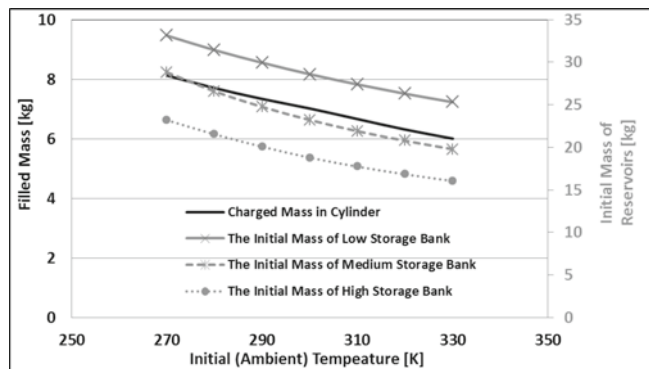 10
8
6
4
2
0
Filled Mass [kg]
35
30
25
20
15
10
5
0
Initial Mass of
Reservoirs [kg]
Charged Mass in Cylinder
The Initial Mass of Low Storage Bank
The Initial Mass of Medium Storage Bank
The Initial Mass of High Storage Bank
250 270 290 310 330 350
Initial (Ambient) Tempeature [K]